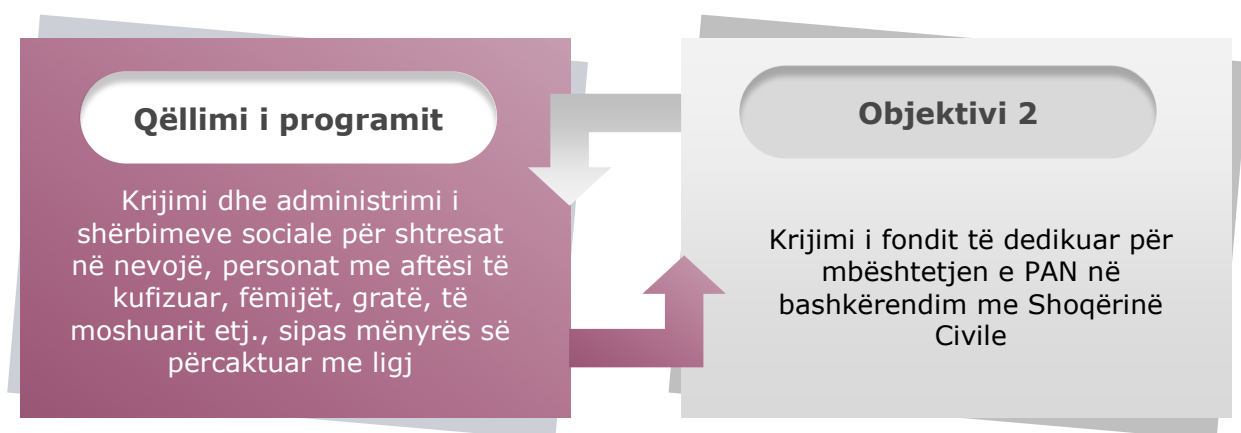 Qëllimi i programit
Krijimi dhe administrimi i
shërbimeve sociale për shtresat
në nevojë, personat me aftësi të
kufizuar, fëmijët, gratë, të
moshuarit etj., sipas mënyrës së
përcaktuar me ligj
Objektivi 2
Krijimi i fondit të dedikuar për
mbështetjen e PAN në
bashkërendim me Shoqërinë
Civile